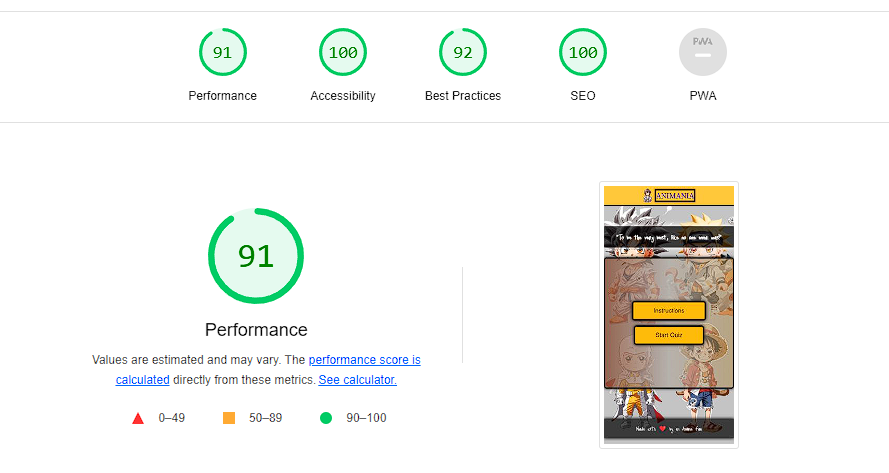 91
100
92
100
PWA
Performance
Accessibility
Best Practices
SEO
PWA
91
Performance
Values are estimated and may vary. The performance score is
calculated directly from these metrics. See calculator.
0–49
50–89
90–100
ANIMANIA
"To be the very best, like no one ever was!"
Instructions
Start Quiz
Made with ❤️ by an Anime Fan